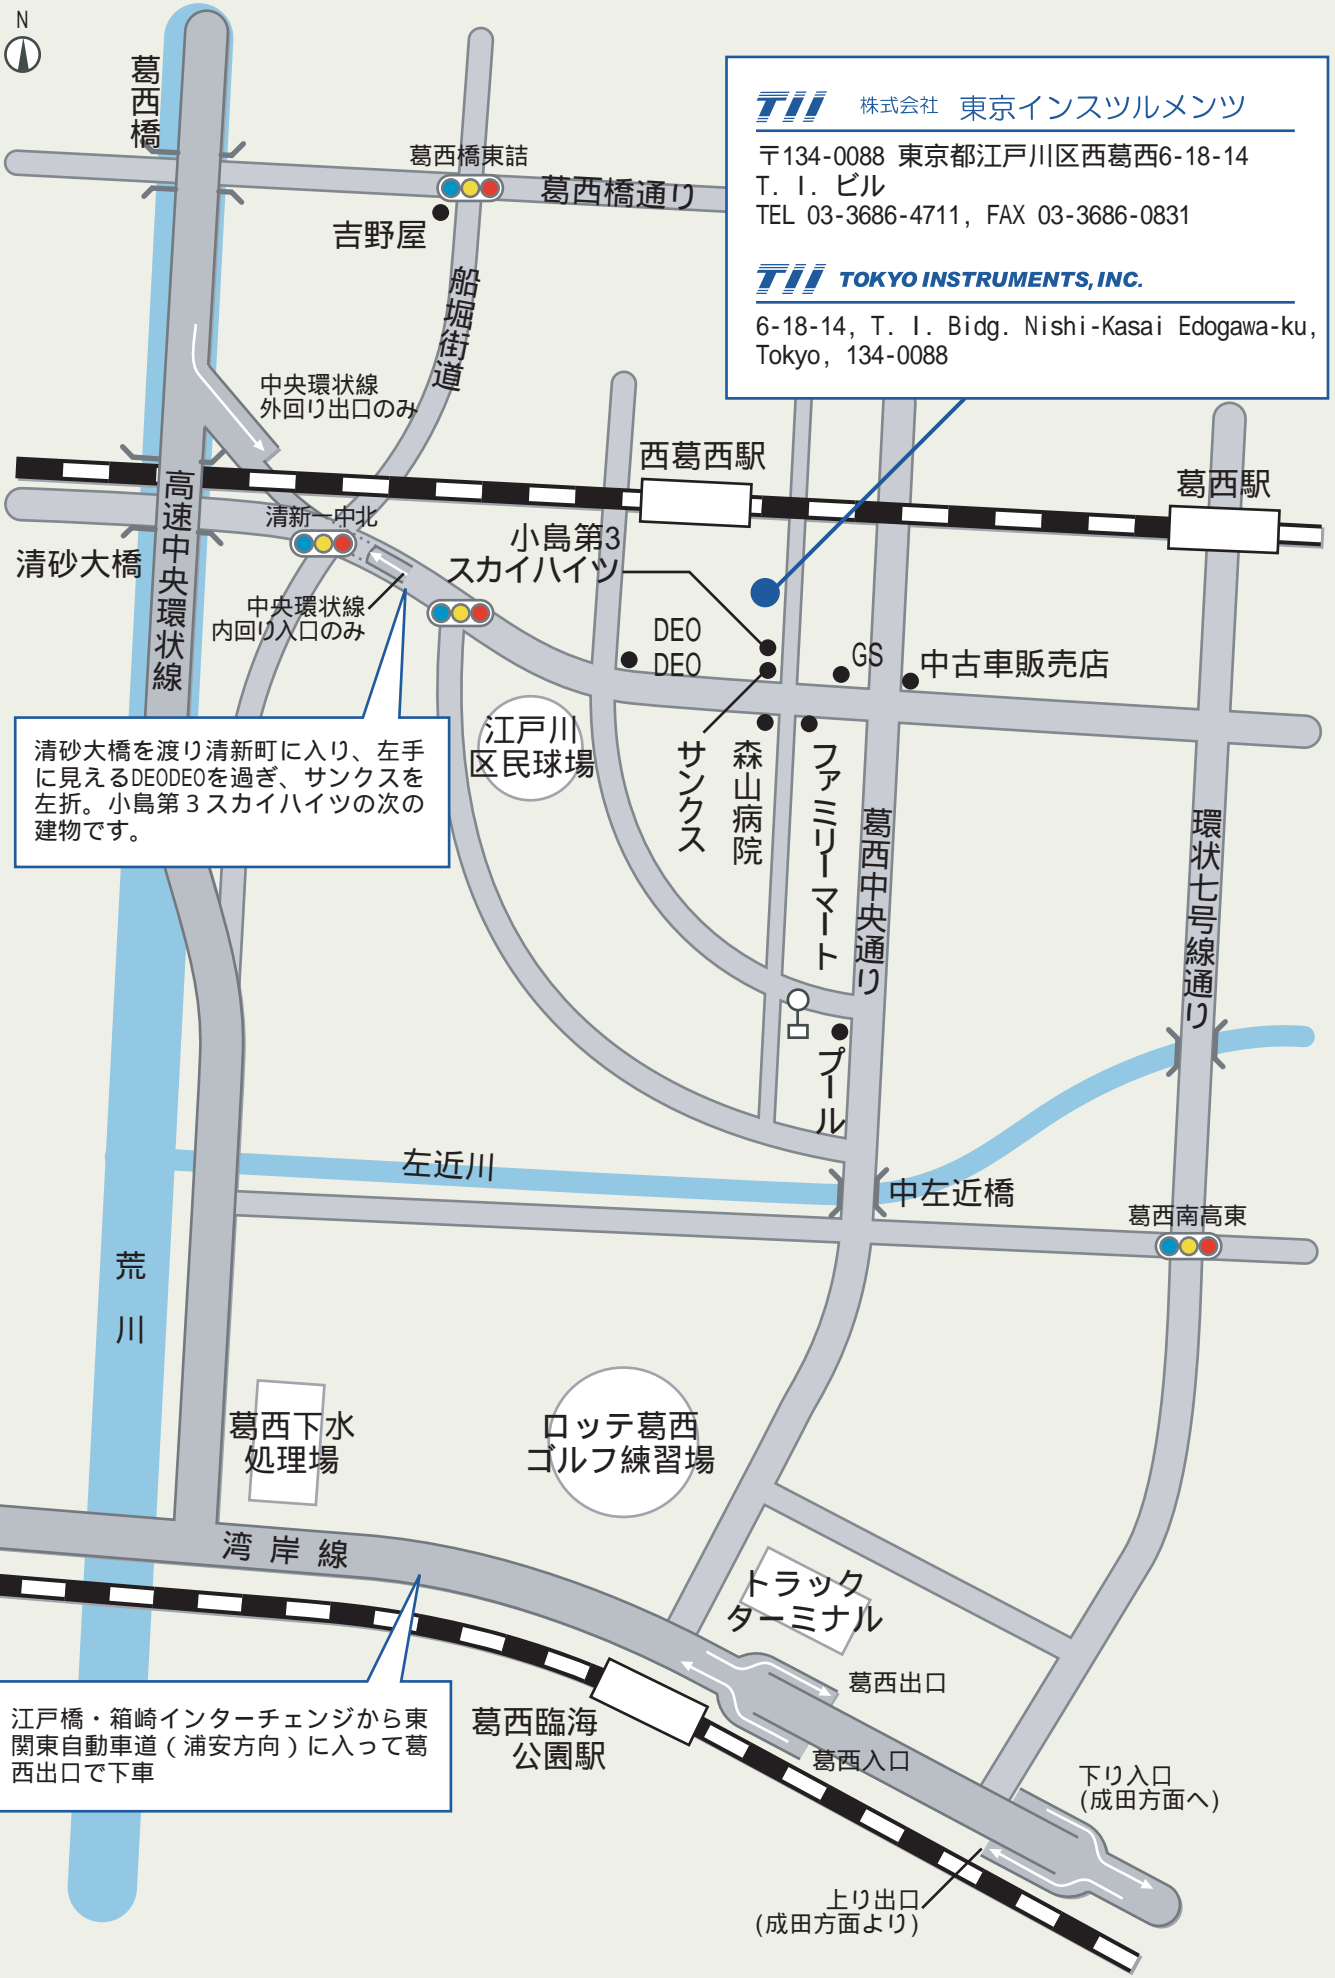 N
葛西橋
TII 株式会社 東京インスツルメンツ
〒134-0088 東京都江戸川区西葛西6-18-14
T. I. ビル
TEL 03-3686-4711, FAX 03-3686-0831
TII TOKYO INSTRUMENTS, INC.
6-18-14, T. I. Bidg. Nishi-Kasai Edogawa-ku,
Tokyo, 134-0088
葛西橋東詰
葛西橋通り
吉野屋
船堀街道
中央環状線
外回り出口のみ
西葛西駅
葛西駅
高速中央環状線
清新一中北
小島第3
スカイハイツ
清砂大橋
中央環状線
内回り入口のみ
DEO
DEO
GS
中古車販売店
清砂大橋を渡り清新町に入り、左手
に見えるDEODEOを過ぎ、サンクスを
左折。小島第３スカイハイツの次の
建物です。
江戸川
区民球場
サンクス
森山病院
ファミリーマート
葛西中央通り
環状七号線通り
プール
左近川
中左近橋
葛西南高東
荒川
葛西下水
処理場
ロッテ葛西
ゴルフ練習場
湾岸線
トラック
ターミナル
葛西出口
江戸橋・箱崎インターチェンジから東
関東自動車道（浦安方向）に入って葛
西出口で下車
葛西臨海
公園駅
葛西入口
下り入口
(成田方面へ)
上り出口
(成田方面より)